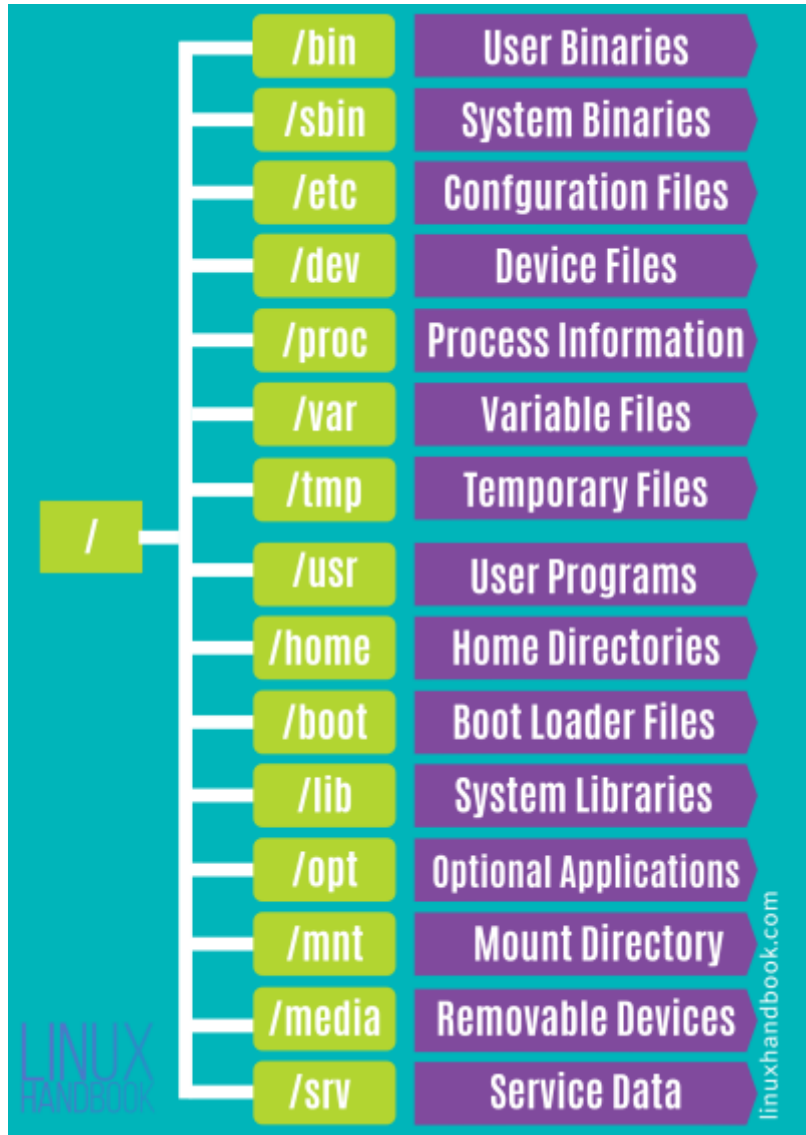 /bin User Binaries
/sbin System Binaries
/etc Confguration Files
/dev Device Files
/proc Process Information
/var Variable Files
/tmp Temporary Files
/
/usr User Programs
/home Home Directories
/boot Boot Loader Files
/lib System Libraries
/opt Optional Applications
/mnt Mount Directory
/media Removable Devices
/srv Service Data
LINUX
HANDBOOK
linuxhandbook.com